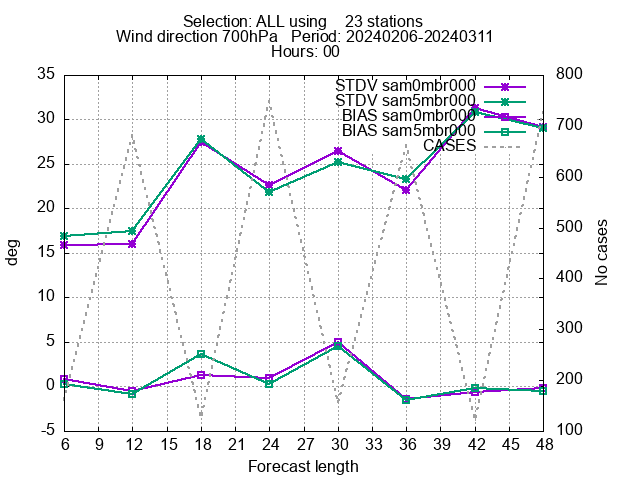 Selection: ALL using    23 stations
Wind direction 700hPa   Period: 20240206-20240311
Hours: 00
35
30
25
20
15
10
5
0
-5
deg
800
700
600
500
400
300
200
100
No cases
STDV sam0mbr000
STDV sam5mbr000
BIAS sam0mbr000
BIAS sam5mbr000
CASES
6 9 12 15 18 21 24 27 30 33 36 39 42 45 48
Forecast length